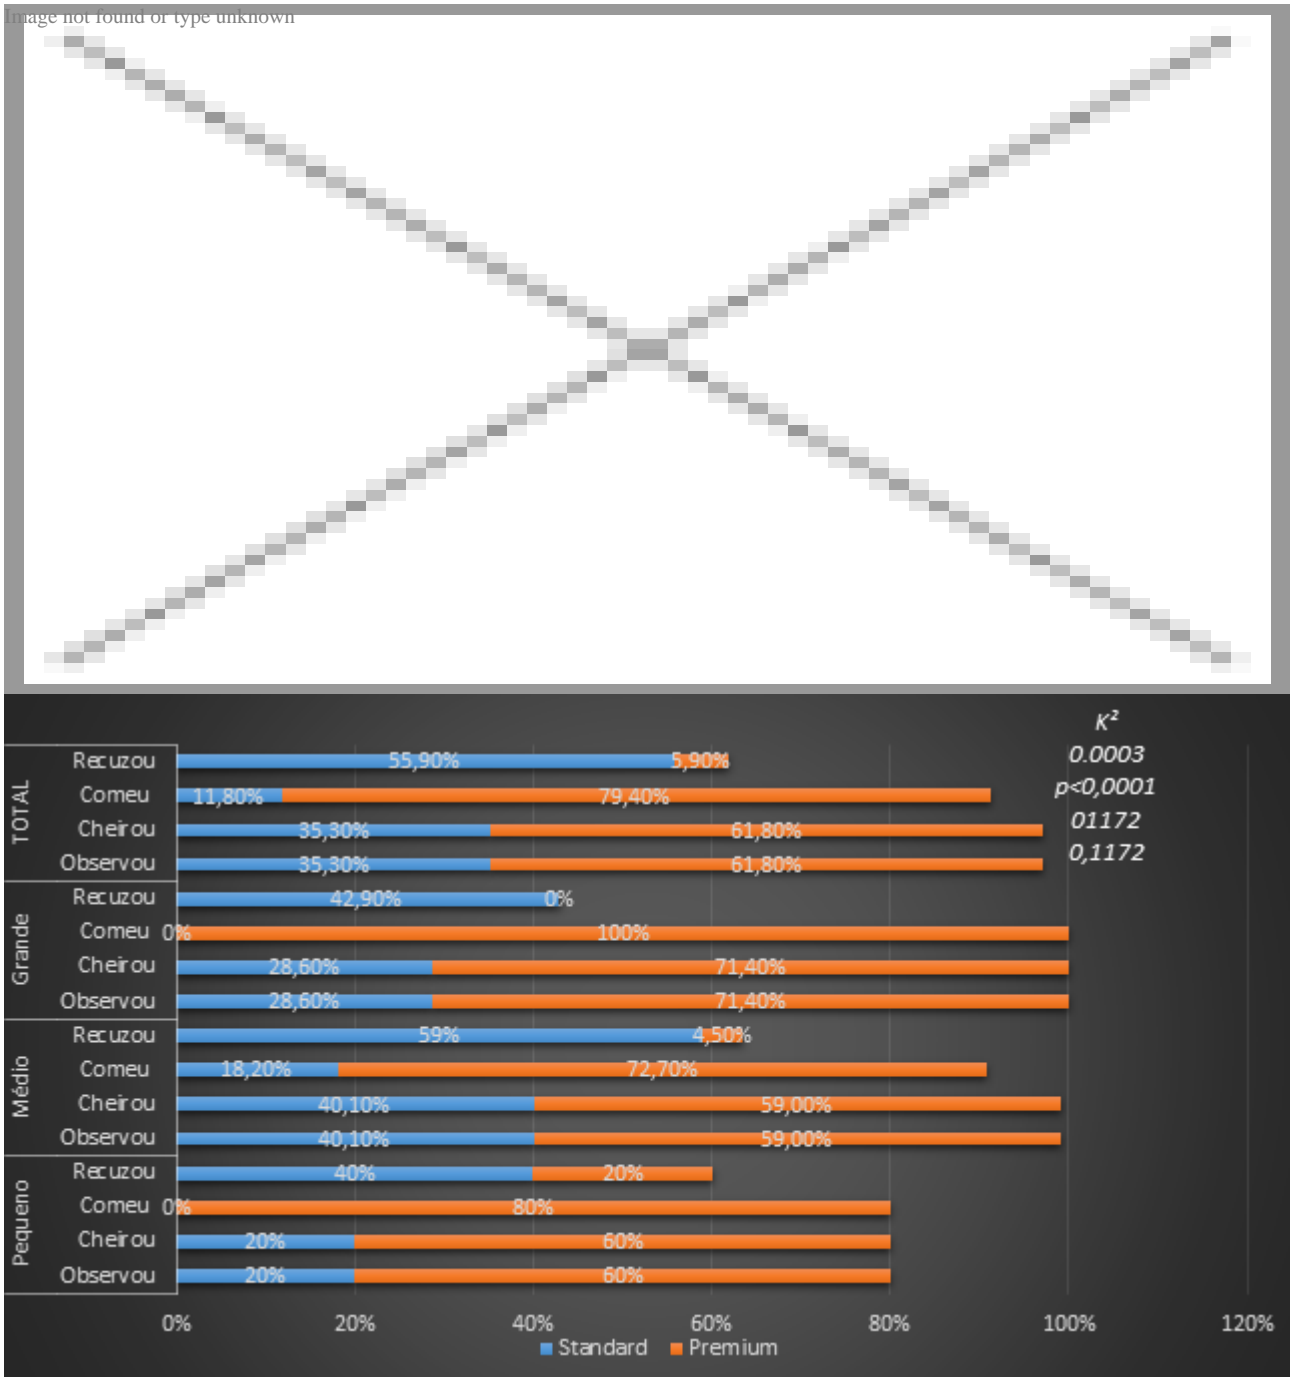 Image not found or type unknown
K²
0.0003
p<0,0001
01172
0,1172
TOTAL
Recuzou 55,90% 5,90%
Comeu 11,80% 79,40%
Cheirou 35,30% 61,80%
Observou 35,30% 61,80%
Grande
Recuzou 42,90% 0%
Comeu 0% 100%
Cheirou 28,60% 71,40%
Observou 28,60% 71,40%
Médio
Recuzou 59% 4,50%
Comeu 18,20% 72,70%
Cheirou 40,10% 59,00%
Observou 40,10% 59,00%
Pequeno
Recuzou 40% 20%
Comeu 0% 80%
Cheirou 20% 60%
Observou 20% 60%
0% 20% 40% 60% 80% 100% 120%
Standard Premium